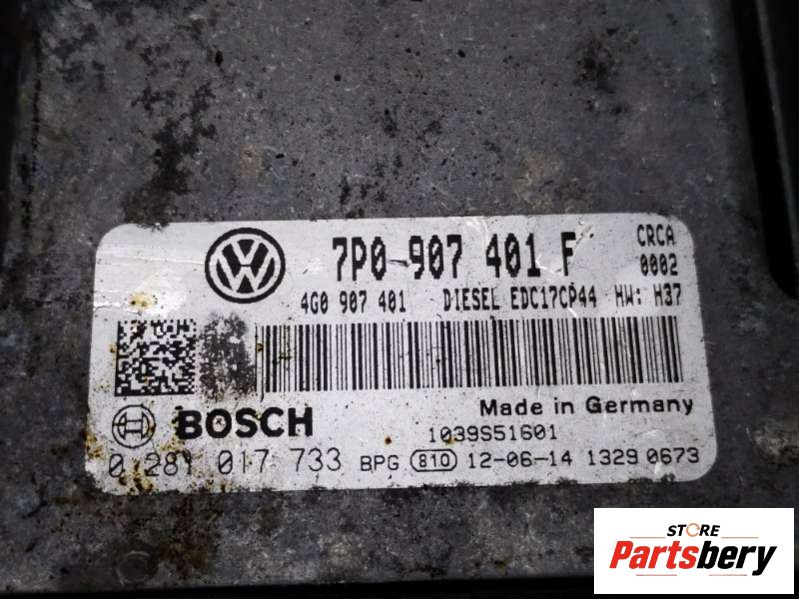 7P0 907 401 F
CRCA
0002
4G0 907 401 DIESEL EDC17CP44 HW: H37
BOSCH
Made in Germany
1039S51601
0 281 017 733 BPG 810 12-06-14 1329 0673
STORE
Partsbery